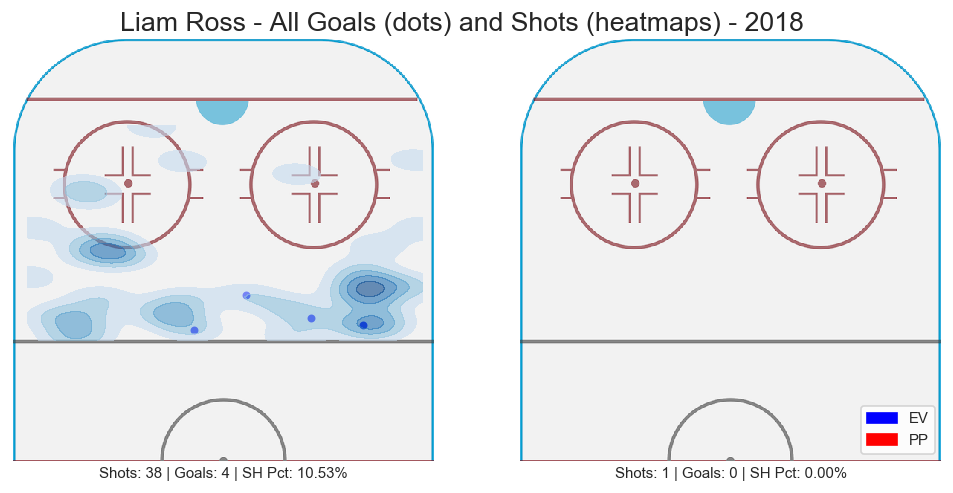 Liam Ross - All Goals (dots) and Shots (heatmaps) - 2018
EV
PP
Shots: 38 | Goals: 4 | SH Pct: 10.53%
Shots: 1 | Goals: 0 | SH Pct: 0.00%